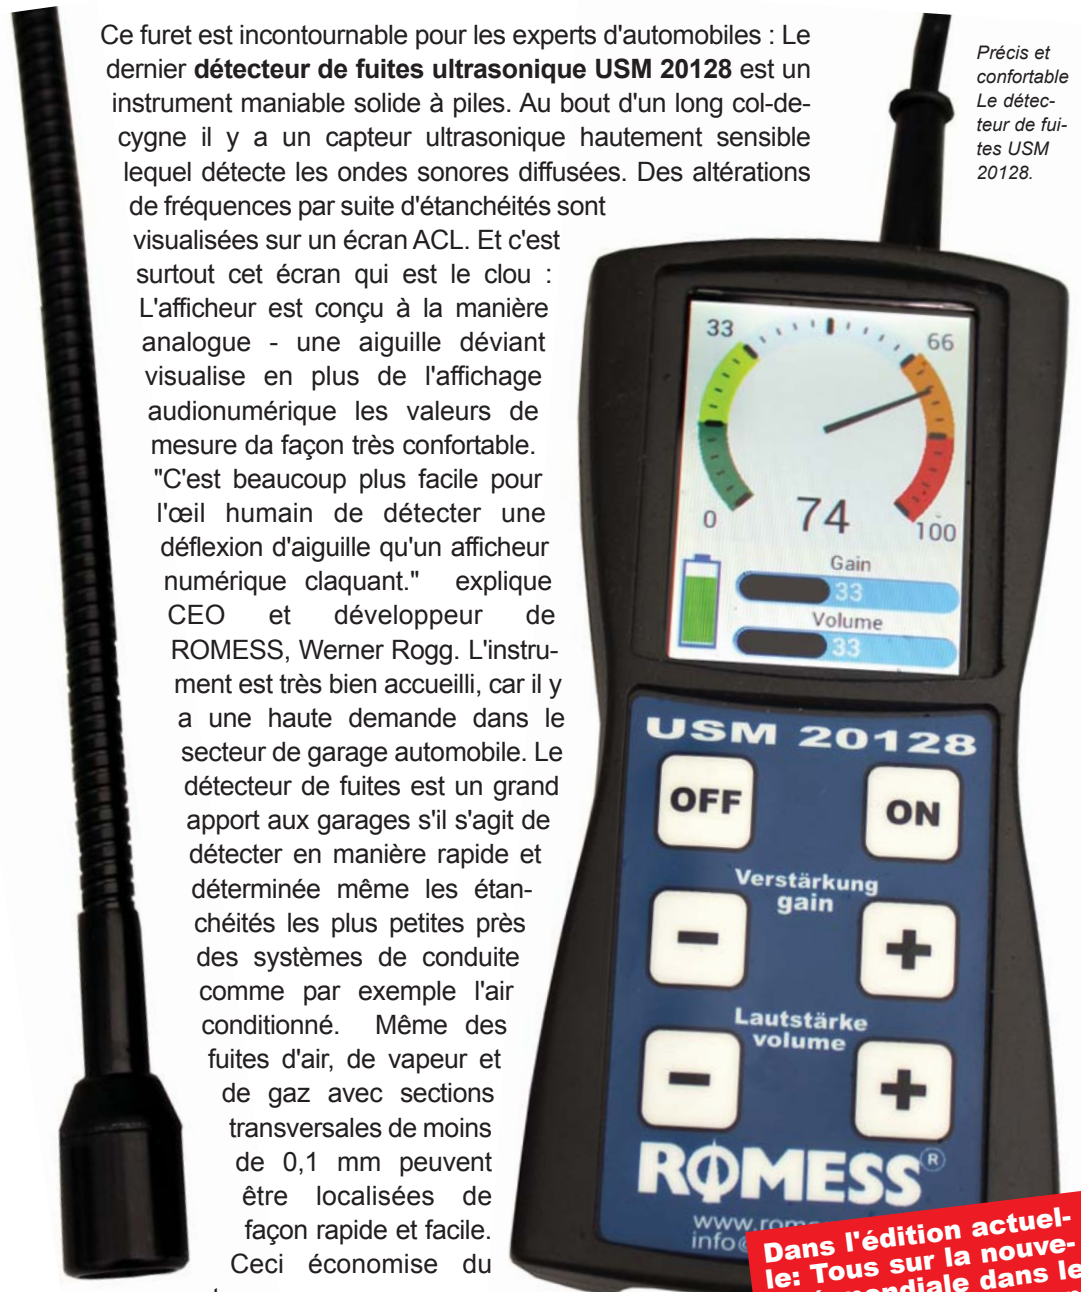 Ce furet est incontournable pour les experts d'automobiles : Le
dernier détecteur de fuites ultrasonique USM 20128 est un
instrument maniable solide à piles. Au bout d'un long col-de-
cygne il y a un capteur ultrasonique hautement sensible
lequel détecte les ondes sonores diffusées. Des altérations
de fréquences par suite d'étanchéités sont
visualisées sur un écran ACL. Et c'est
surtout cet écran qui est le clou :
L'afficheur est conçu à la manière
analogue - une aiguille déviant
visualise en plus de l'affichage
audionumérique les valeurs de
mesure da façon très confortable.
"C'est beaucoup plus facile pour
l'œil humain de détecter une
déflexion d'aiguille qu'un afficheur
numérique claquant." explique
CEO et développeur de
ROMESS, Werner Rogg. L'instru-
ment est très bien accueilli, car il y
a une haute demande dans le
secteur de garage automobile. Le
détecteur de fuites est un grand
apport aux garages s'il s'agit de
détecter en manière rapide et
déterminée même les étan-
chéités les plus petites près
des systèmes de conduite
comme par exemple l'air
conditionné. Même des
fuites d'air, de vapeur et
de gaz avec sections
transversales de moins
de 0,1 mm peuvent
être localisées de
façon rapide et facile.
Ceci économise du
Précis et
confortable
Le détec-
teur de fui-
tes USM
20128.
33 66
74
0 100
Gain
33
Volume
33
USM 20128
OFF ON
Verstärkung
gain
- +
Lautstärke
volume
- +
ROMESS®
www.rom
info@
Dans l'édition actuel-
le: Tous sur la nouve-
mondiale dans le